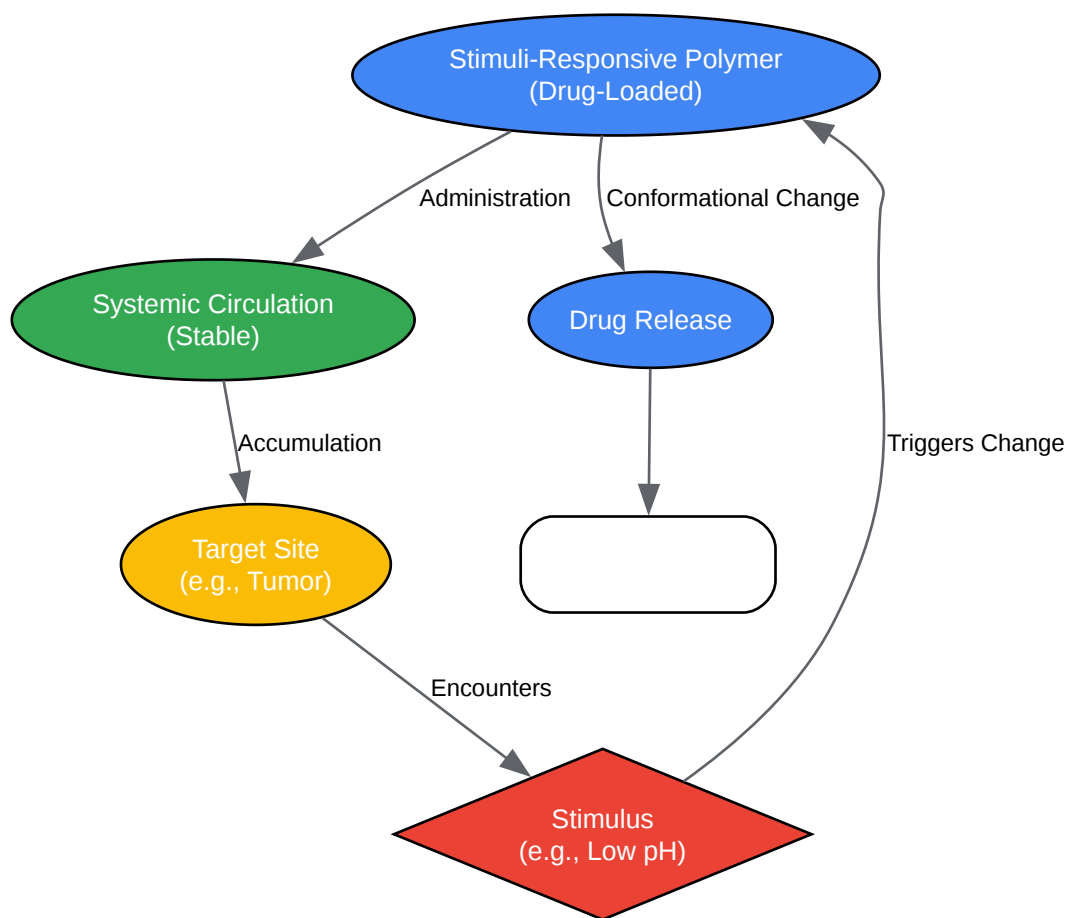 Stimuli-Responsive Polymer
(Drug-Loaded)
Administration
Conformational Change
Systemic Circulation
(Stable)
Drug Release
Accumulation
Triggers Change
Target Site
(e.g., Tumor)
Encounters
Stimulus
(e.g., Low pH)